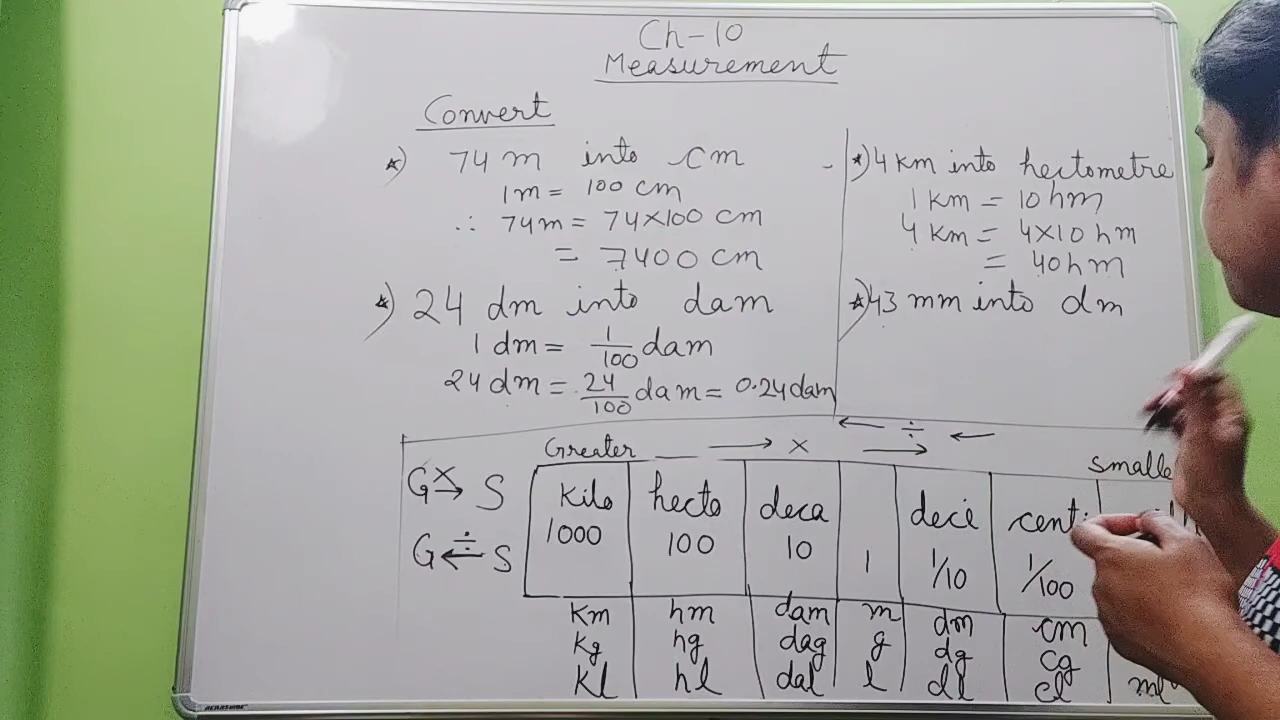 Ch-10
Measurement
Convert
*) 74 m into cm
1m = 100 cm
∴ 74m = 74×100 cm
= 7400 cm
*) 24 dm into dam
1 dm = 1/100 dam
24 dm = 24/100 dam = 0.24dam
*) 4 km into hectometre
1 km = 10 hm
4 km = 4×10 hm
= 40 hm
*) 43 mm into dm
← ÷ ←
Greater → × → smalle
G ×→ S
G ÷← S
Kilo hecto deca deci cent
1000 100 10 1 1/10 1/100
Km hm dam m dm cm
Kg hg dag g dg cg
Kl hl dal l dl cl ml